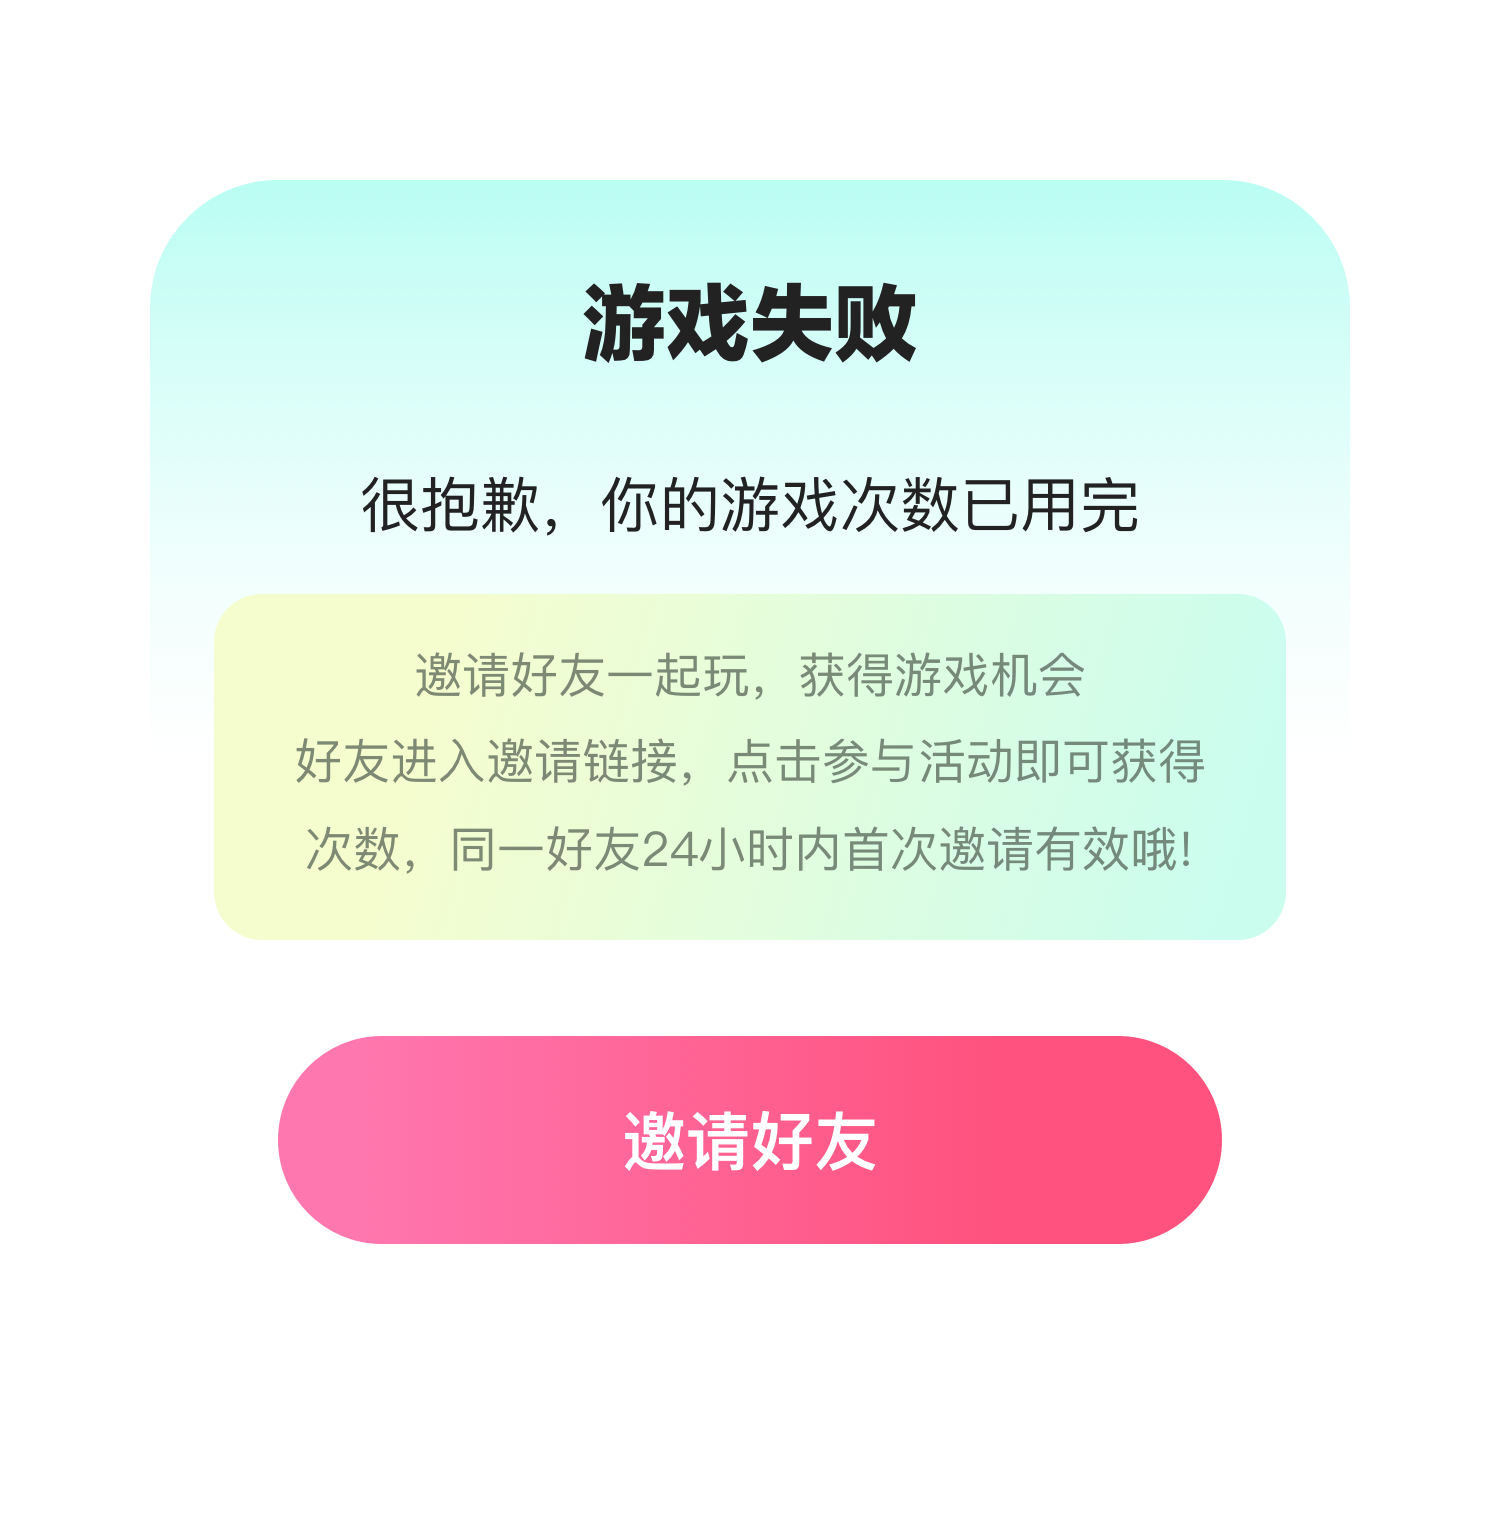 游戏失败
很抱歉，你的游戏次数已用完
邀请好友一起玩，获得游戏机会
好友进入邀请链接，点击参与活动即可获得
次数，同一好友24小时内首次邀请有效哦!
邀请好友